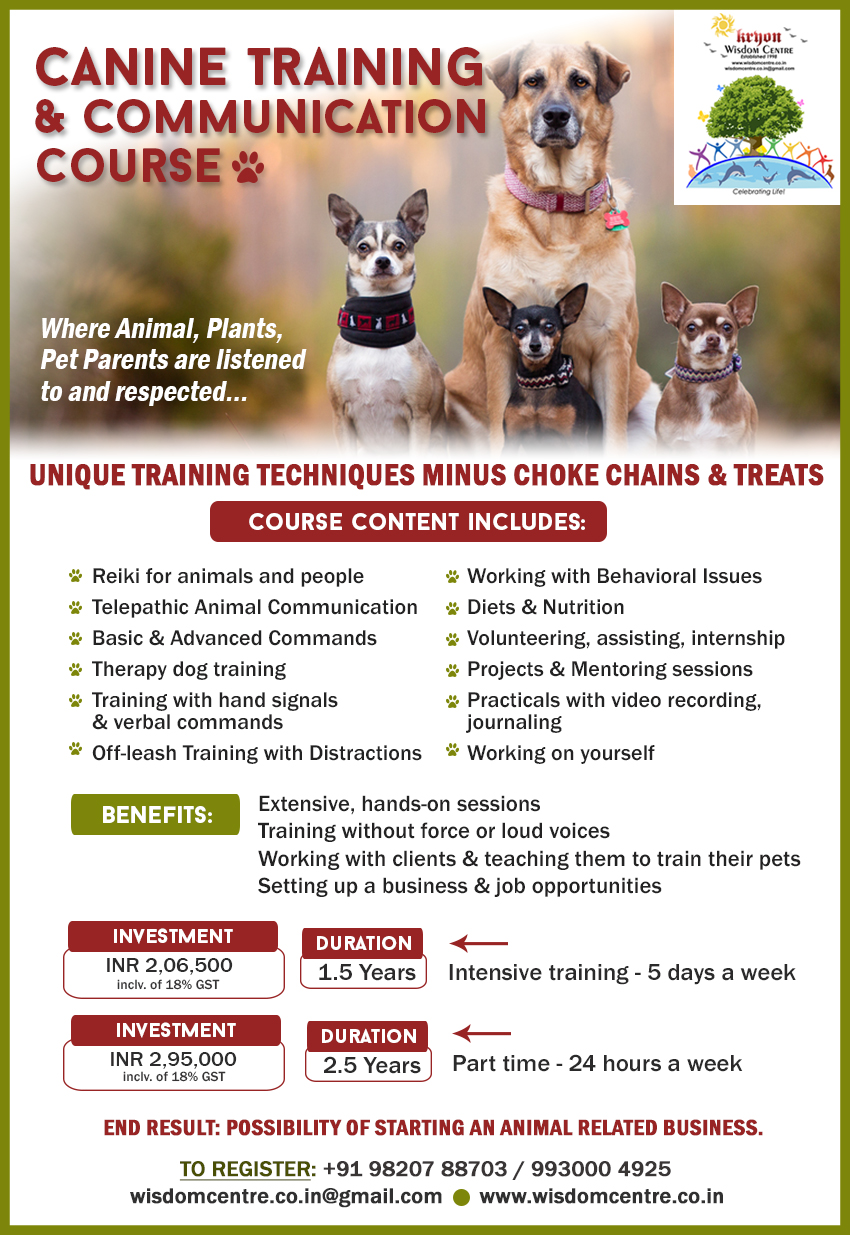 CANINE TRAINING
& COMMUNICATION
COURSE
kryon
WISDOM CENTRE
Established 1998
www.wisdomcentre.co.in
wisdomcentre.co.in@gmail.com
Celebrating Life!
Where Animal, Plants,
Pet Parents are listened
to and respected...
UNIQUE TRAINING TECHNIQUES MINUS CHOKE CHAINS & TREATS
COURSE CONTENT INCLUDES:
Reiki for animals and people
Telepathic Animal Communication
Basic & Advanced Commands
Therapy dog training
Training with hand signals
& verbal commands
Off-leash Training with Distractions
Working with Behavioral Issues
Diets & Nutrition
Volunteering, assisting, internship
Projects & Mentoring sessions
Practicals with video recording,
journaling
Working on yourself
BENEFITS:
Extensive, hands-on sessions
Training without force or loud voices
Working with clients & teaching them to train their pets
Setting up a business & job opportunities
INVESTMENT
INR 2,06,500
inclv. of 18% GST
DURATION
1.5 Years
Intensive training - 5 days a week
INVESTMENT
INR 2,95,000
inclv. of 18% GST
DURATION
2.5 Years
Part time - 24 hours a week
END RESULT: POSSIBILITY OF STARTING AN ANIMAL RELATED BUSINESS.
TO REGISTER: +91 98207 88703 / 993000 4925
wisdomcentre.co.in@gmail.com ● www.wisdomcentre.co.in